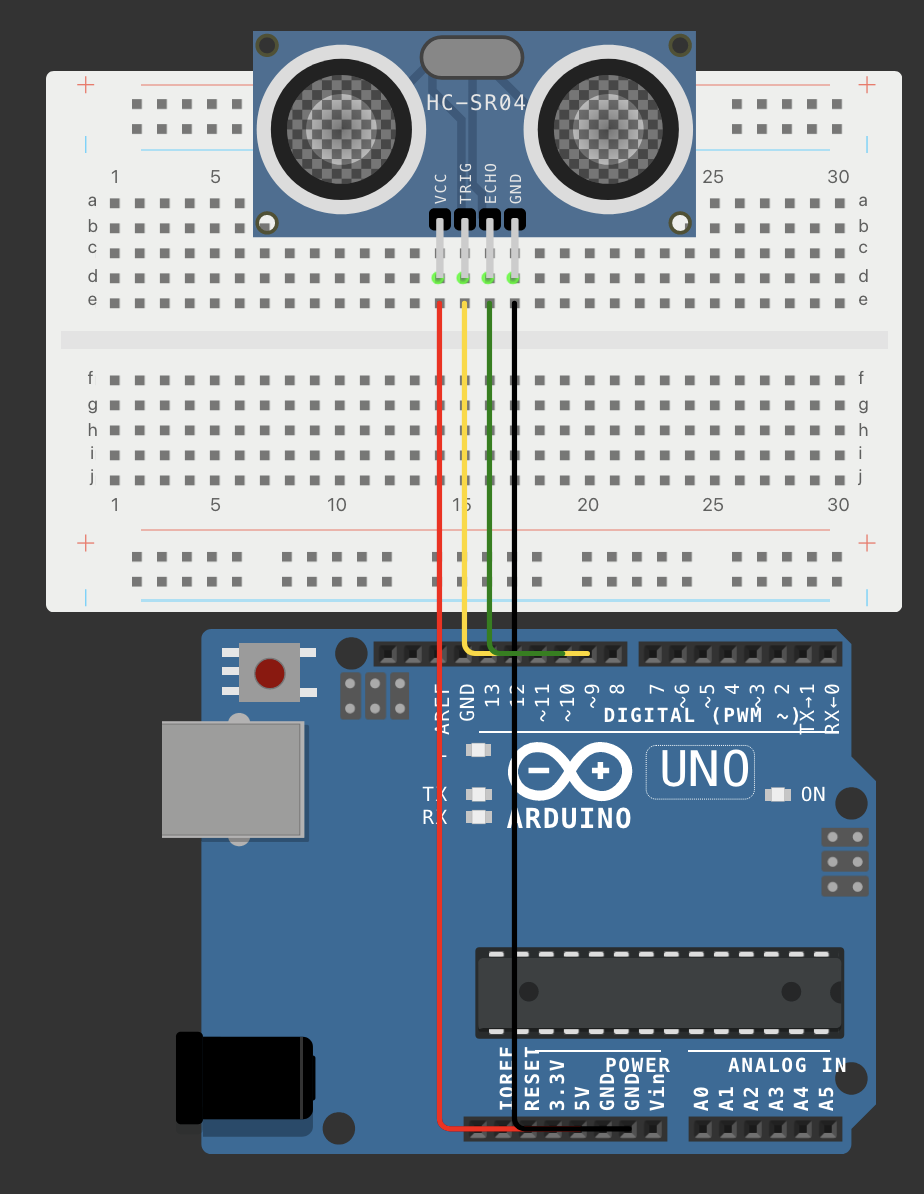 HC-SR04
VCC TRIG ECHO GND
1 5 25 30
a a
b b
c c
d d
e e
f f
g g
h h
i i
j j
1 5 10 15 20 25 30
AREF GND 13 12 ~11 ~10 ~9 8 7 ~6 ~5 4 ~3 2 TX→1 RX←0
DIGITAL (PWM ~)
UNO
TX ON
RX ARDUINO
POWER ANALOG IN
IOREF RESET 3.3V 5V GND GND Vin A0 A1 A2 A3 A4 A5